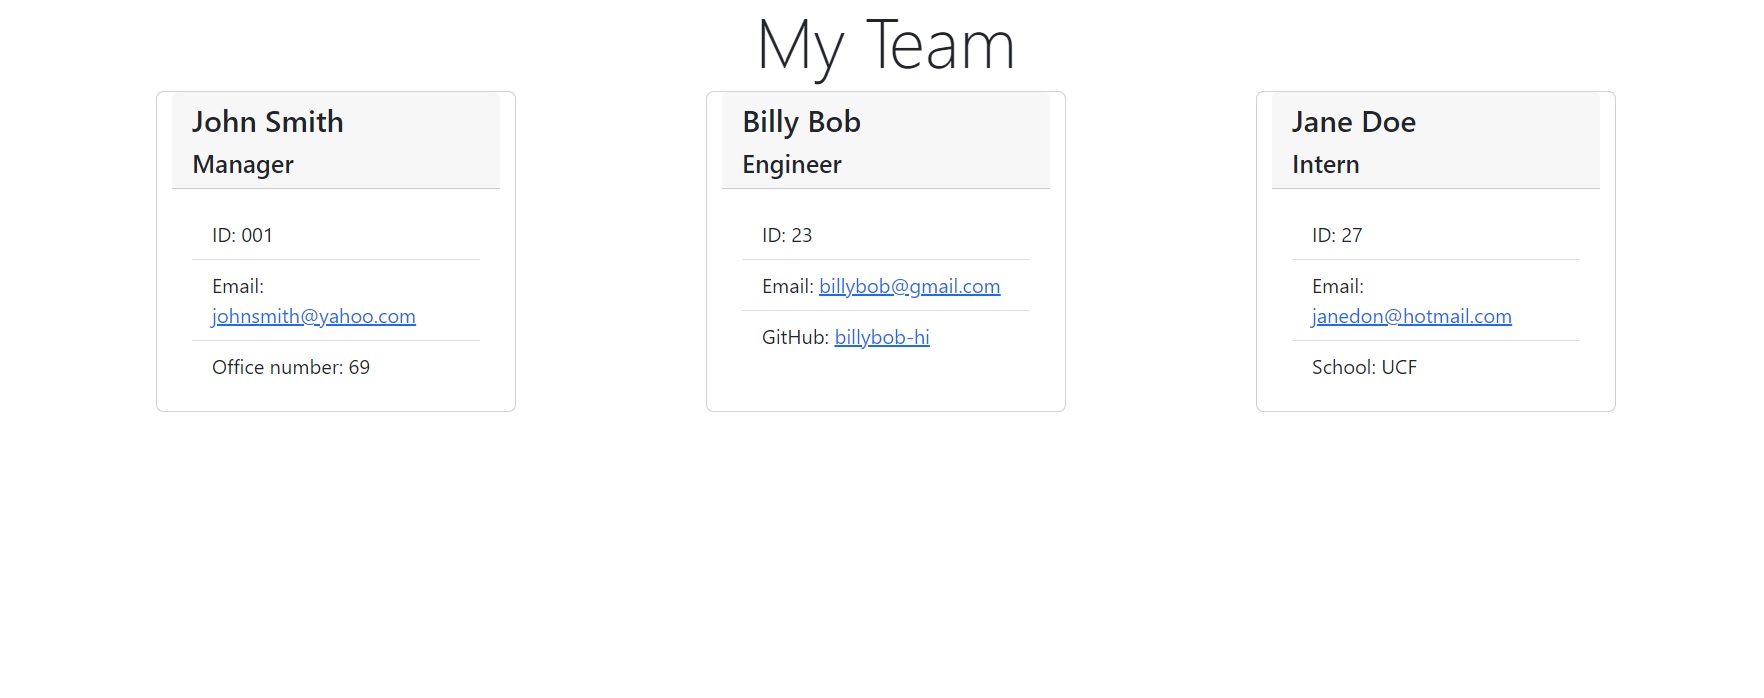 My Team
John Smith
Manager
ID: 001
Email:
johnsmith@yahoo.com
Office number: 69
Billy Bob
Engineer
ID: 23
Email: billybob@gmail.com
GitHub: billybob-hi
Jane Doe
Intern
ID: 27
Email:
janedon@hotmail.com
School: UCF